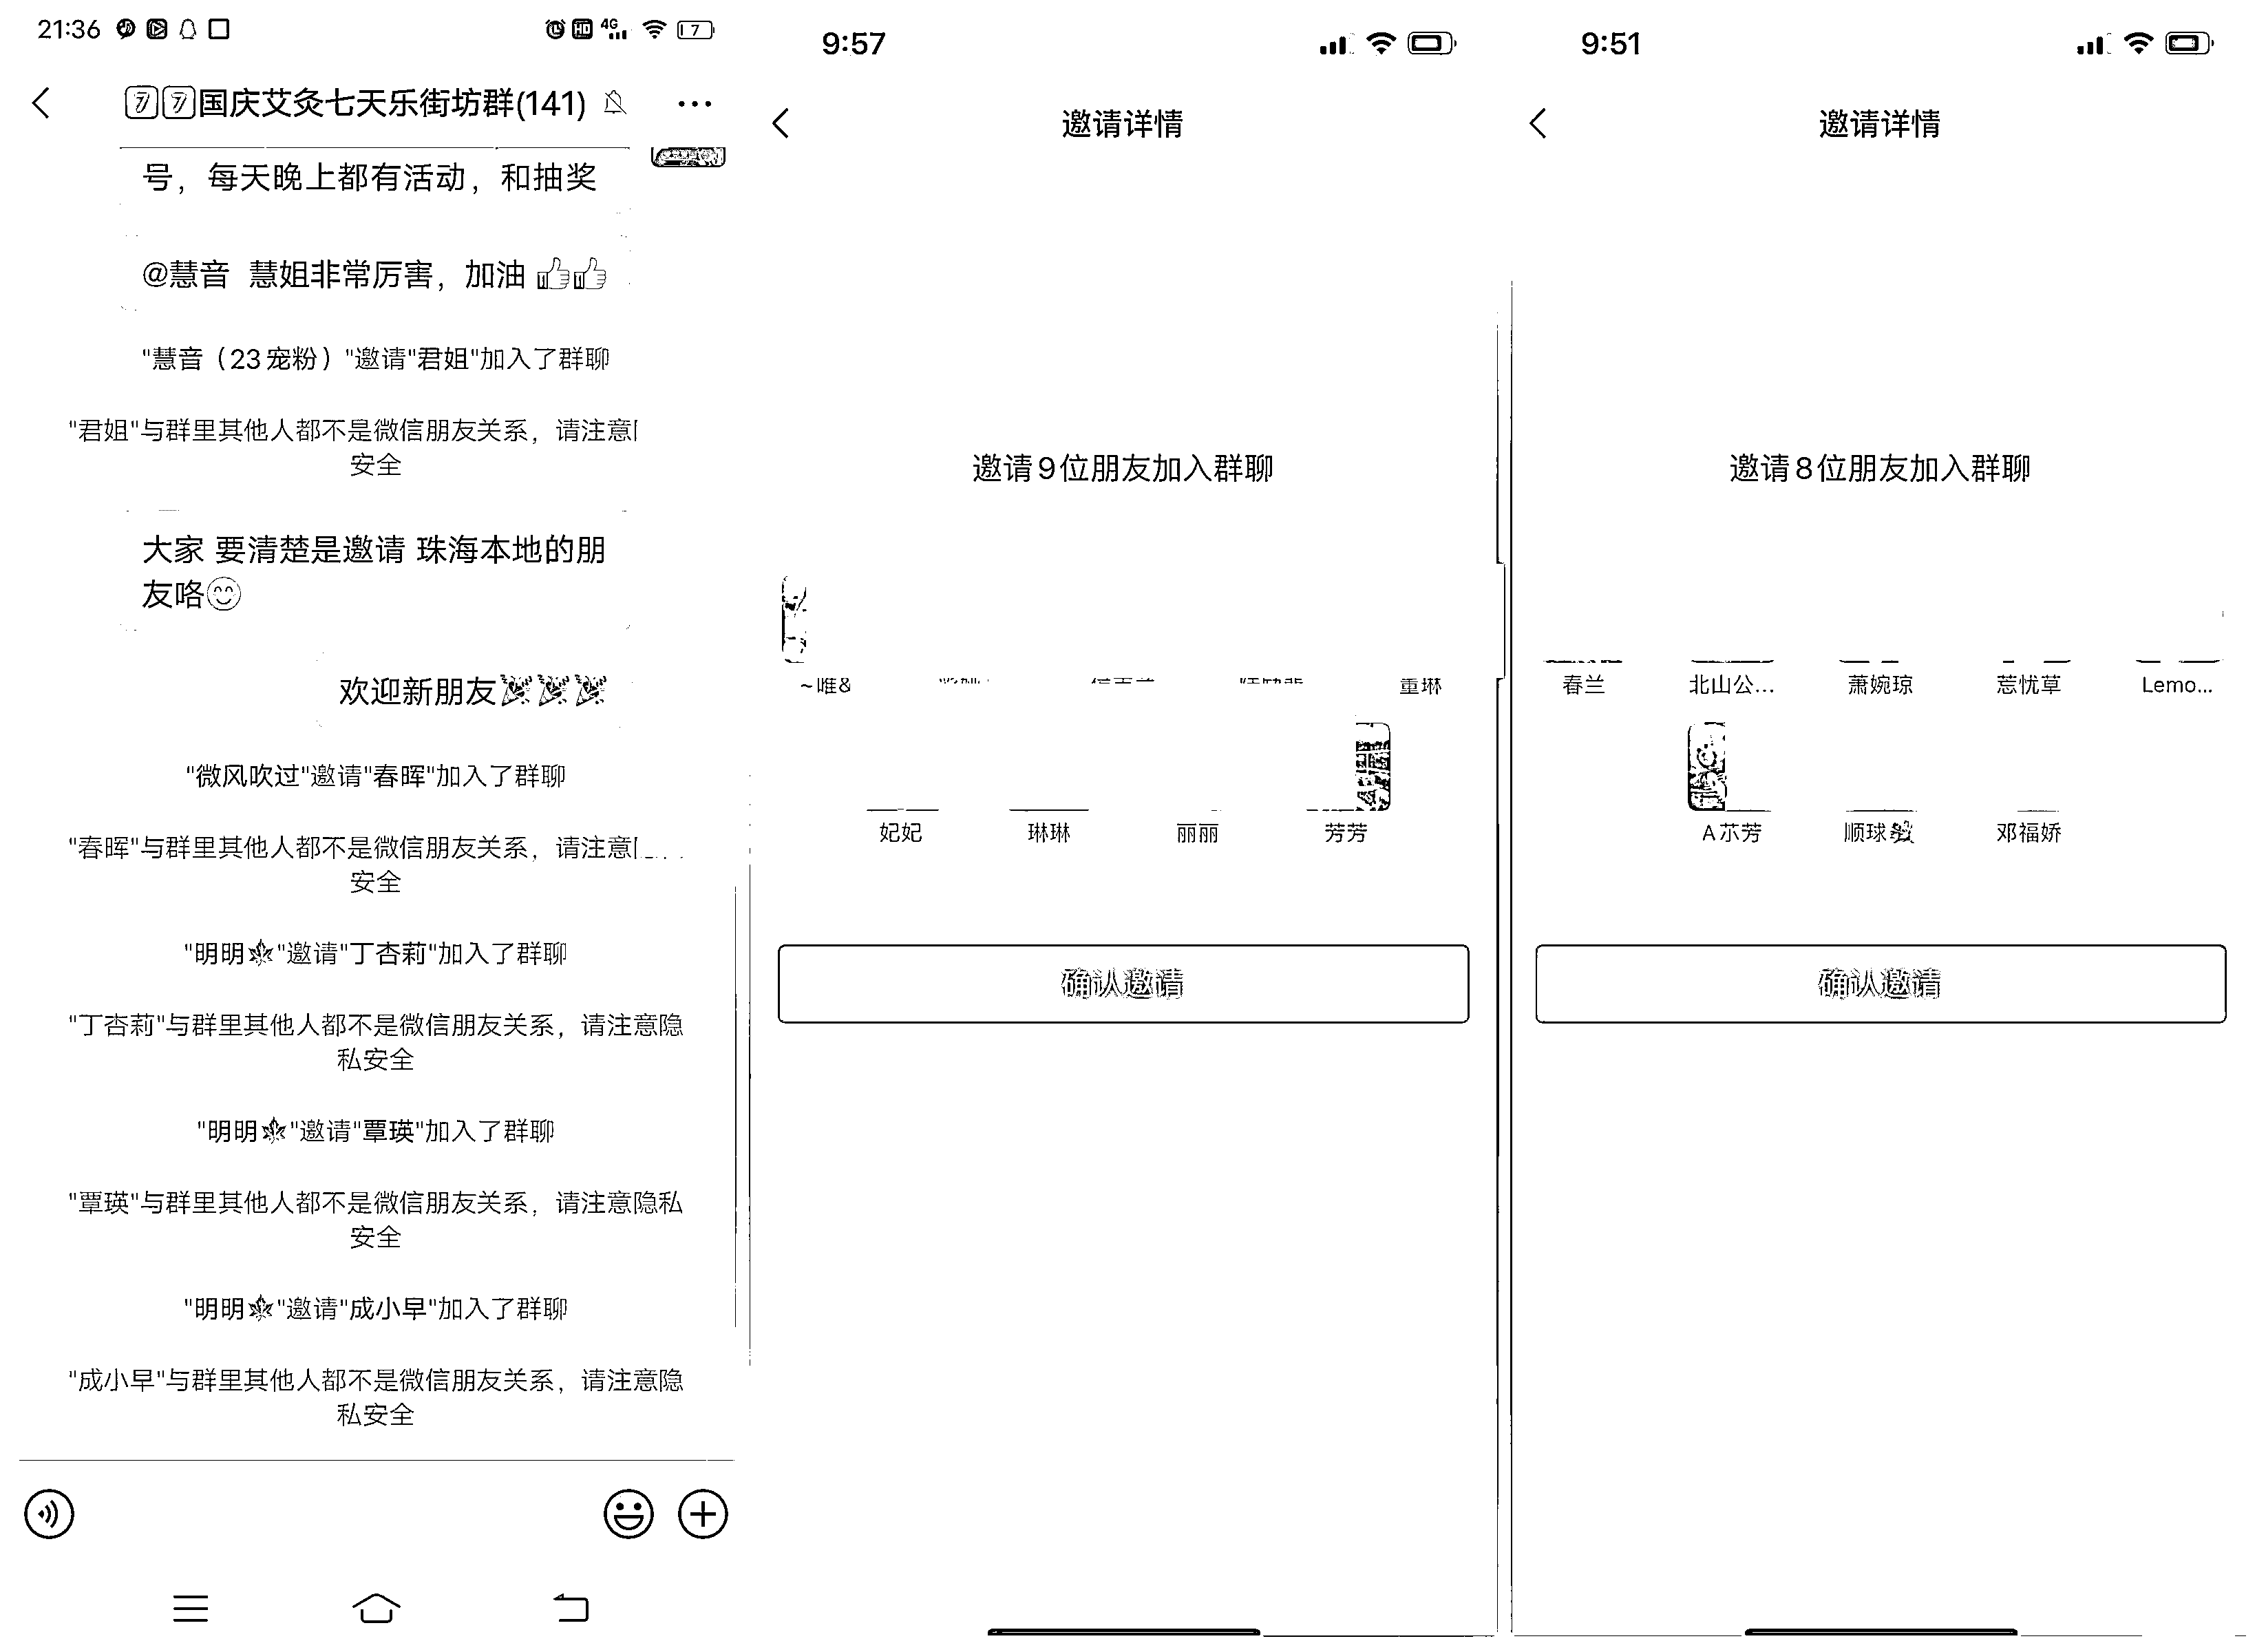 21:36
国庆艾灸七天乐街坊群(141)
号，每天晚上都有活动，和抽奖
@慧音 慧姐非常厉害，加油👍👍
"慧音（23宠粉）"邀请"君姐"加入了群聊
"君姐"与群里其他人都不是微信朋友关系，请注意
安全
大家 要清楚是邀请 珠海本地的朋
友咯😊
欢迎新朋友🎉🎉🎉
"微风吹过"邀请"春晖"加入了群聊
"春晖"与群里其他人都不是微信朋友关系，请注意
安全
"明明🍁"邀请"丁杏莉"加入了群聊
"丁杏莉"与群里其他人都不是微信朋友关系，请注意隐
私安全
"明明🍁"邀请"覃瑛"加入了群聊
"覃瑛"与群里其他人都不是微信朋友关系，请注意隐私
安全
"明明🍁"邀请"成小早"加入了群聊
"成小早"与群里其他人都不是微信朋友关系，请注意隐
私安全
9:57
邀请详情
邀请9位朋友加入群聊
~唯& 重琳
妃妃 琳琳 丽丽 芳芳
确认邀请
9:51
邀请详情
邀请8位朋友加入群聊
春兰 北山公... 萧婉琼 莣忧草 Lemo...
A苶芳 顺球 邓福娇
确认邀请